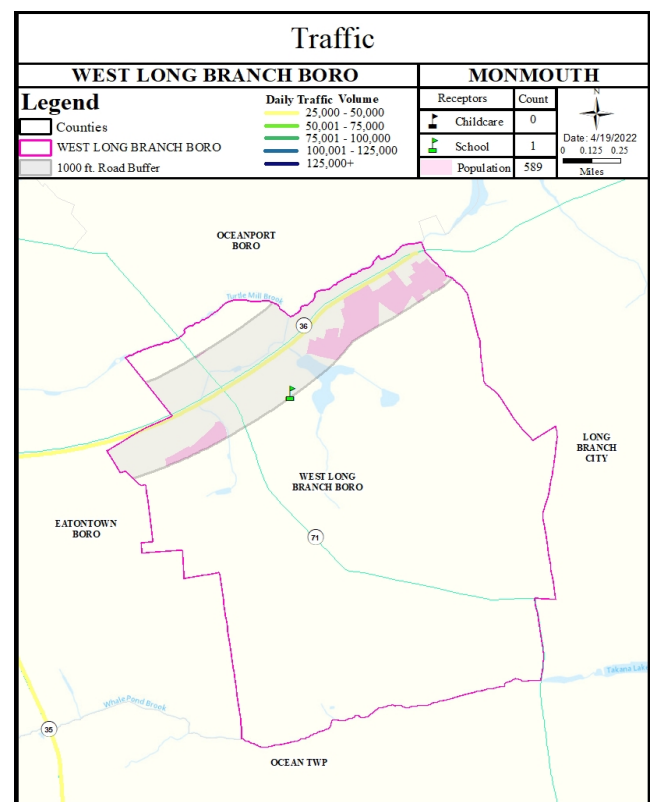 Traffic
WEST LONG BRANCH BORO
MONMOUTH
Legend
Counties
WEST LONG BRANCH BORO
1000 ft. Road Buffer
Daily Traffic Volume
25,000 - 50,000
50,001 - 75,000
75,001 - 100,000
100,001 - 125,000
125,000+
Receptors Count
Childcare 0
School 1
Population 589
N
Date: 4/19/2022
0 0.125 0.25
Miles
OCEANPORT
BORO
Turtle Mill Brook
36
LONG
BRANCH
CITY
WEST LONG
BRANCH BORO
EATONTOWN
BORO
71
Takana Lake
Whale Pond Brook
35
OCEAN TWP